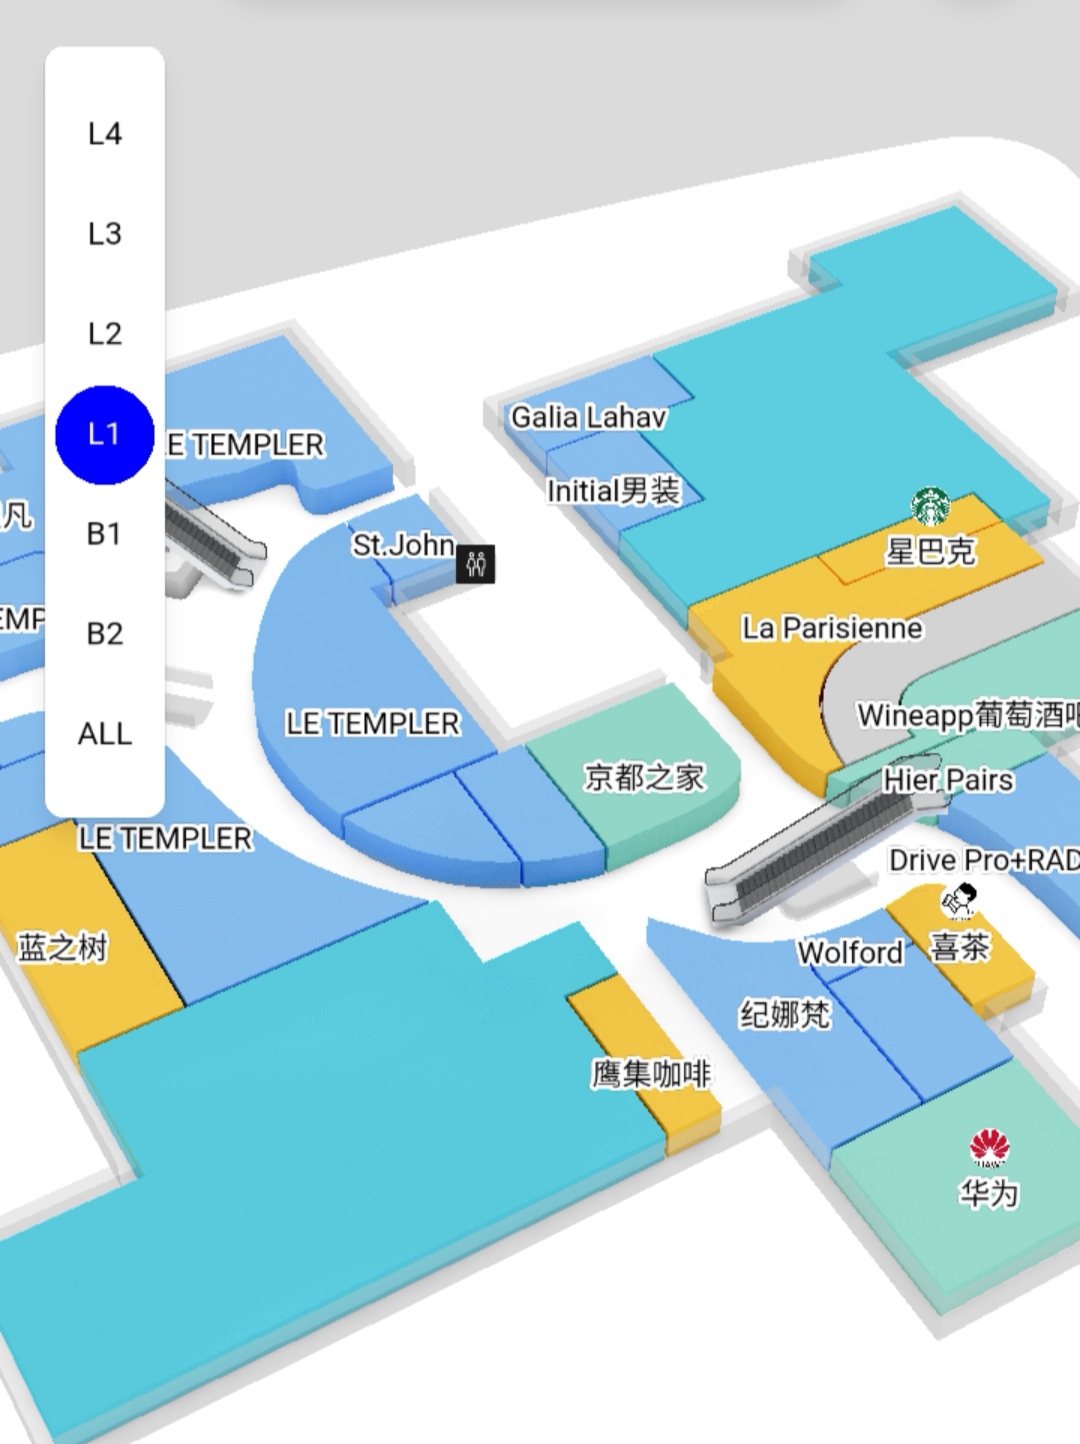 L4
L3
L2
L1
B1
B2
ALL
E TEMPLER
凡
EMP
St.John
LE TEMPLER
京都之家
LE TEMPLER
蓝之树
Galia Lahav
Initial男装
星巴克
La Parisienne
Wineapp葡萄酒吧
Hier Pairs
Drive Pro+RAD
喜茶
Wolford
纪娜梵
鹰集咖啡
华为